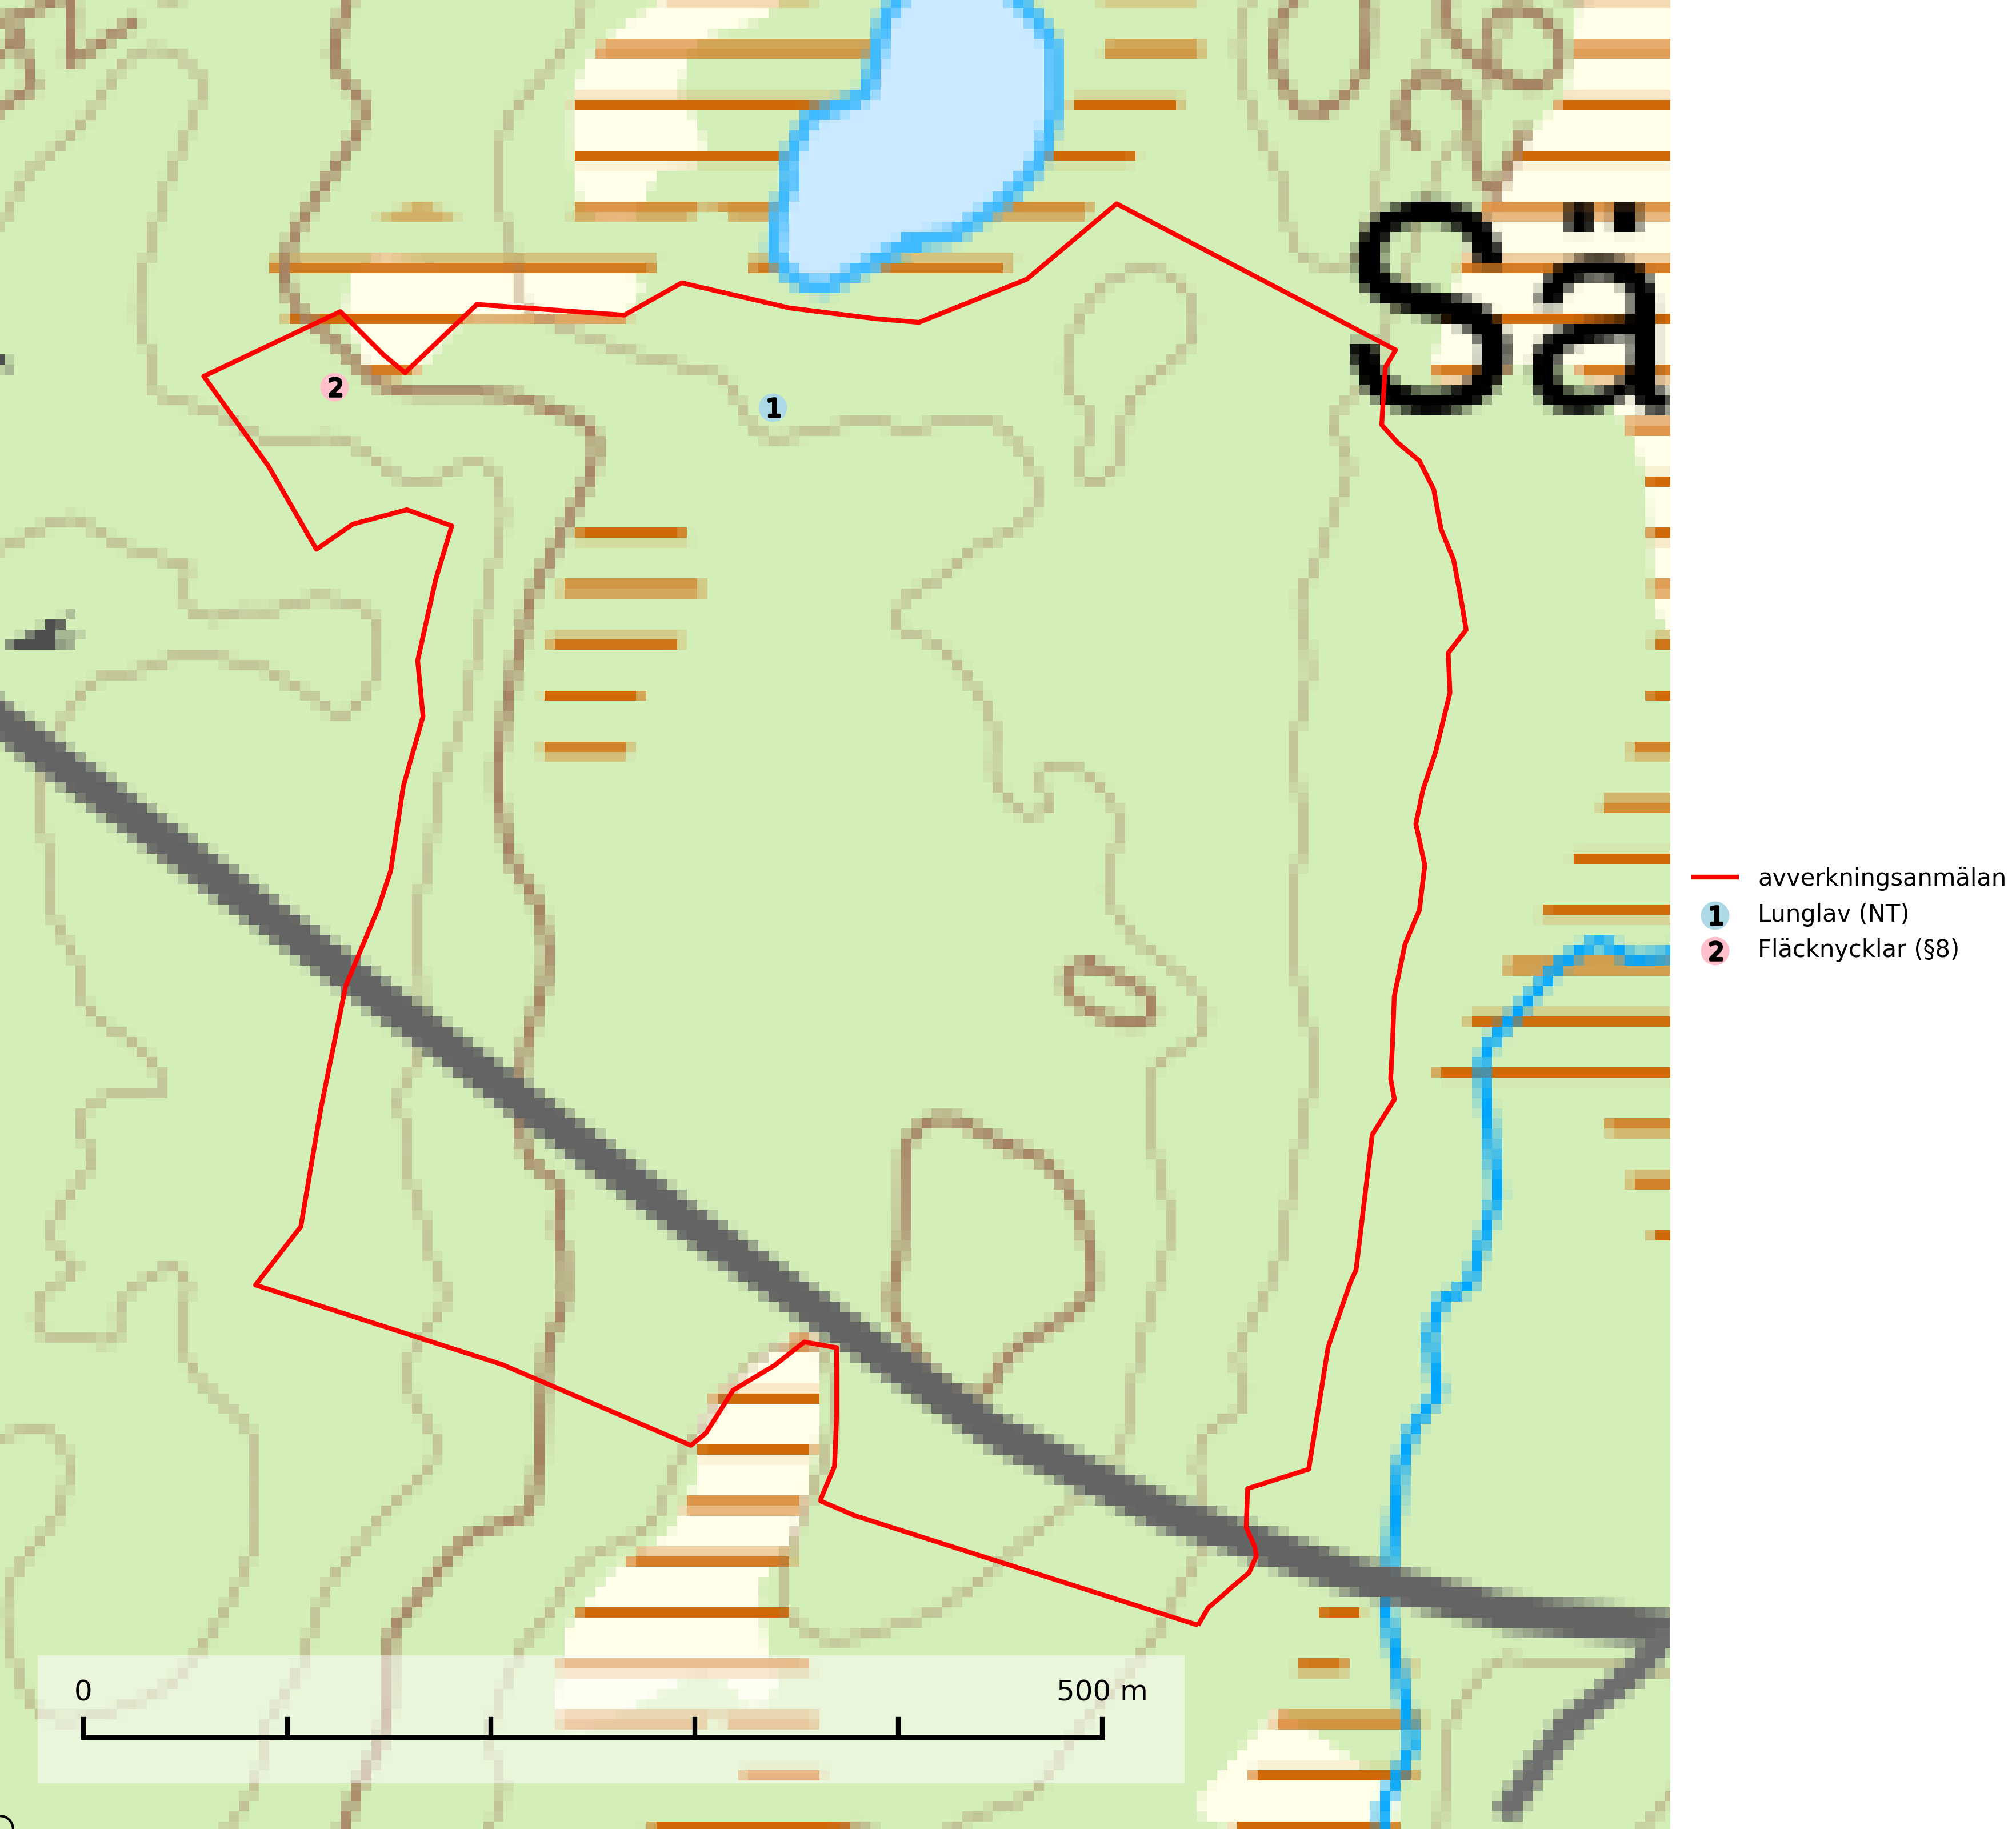 Sä
2
1
avverkningsanmälan
1 Lunglav (NT)
2 Fläcknycklar (§8)
0 500 m